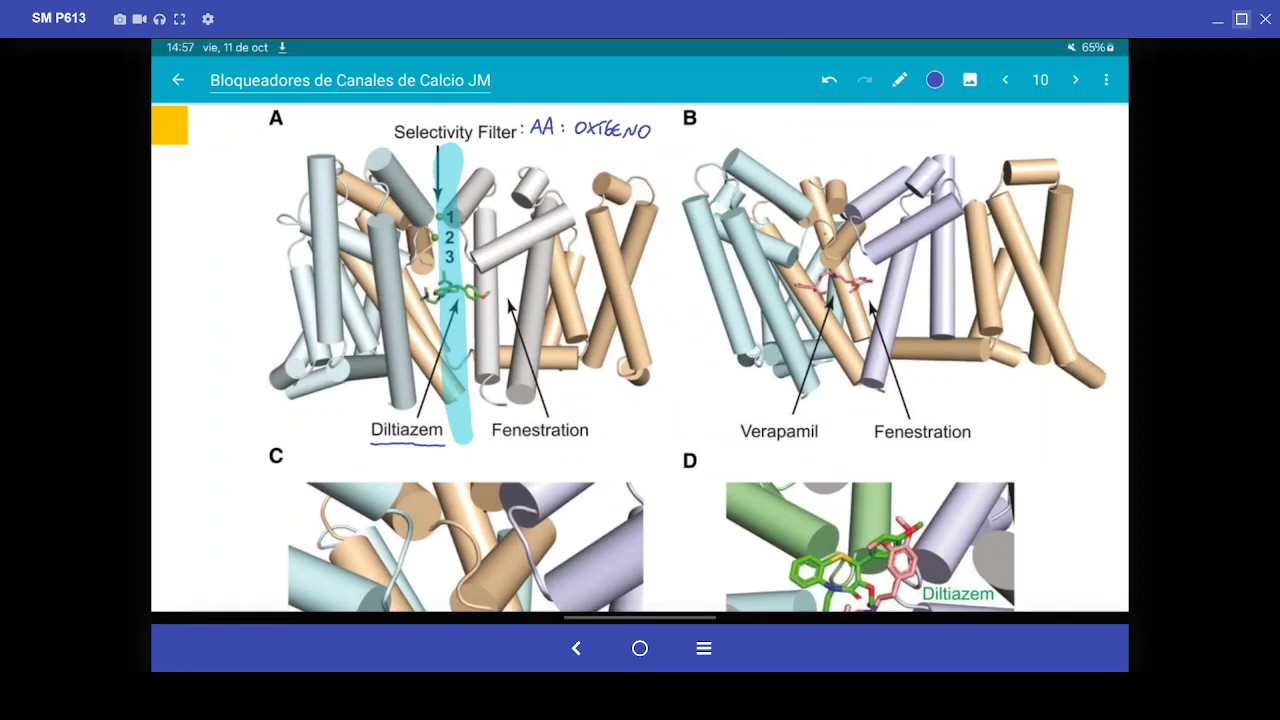 SM P613
14:57 vie, 11 de oct 65%
Bloqueadores de Canales de Calcio JM 10
A
Selectivity Filter : AA : OXIGENO
1
2
3
Diltiazem
Fenestration
B
Verapamil
Fenestration
C
D
Diltiazem